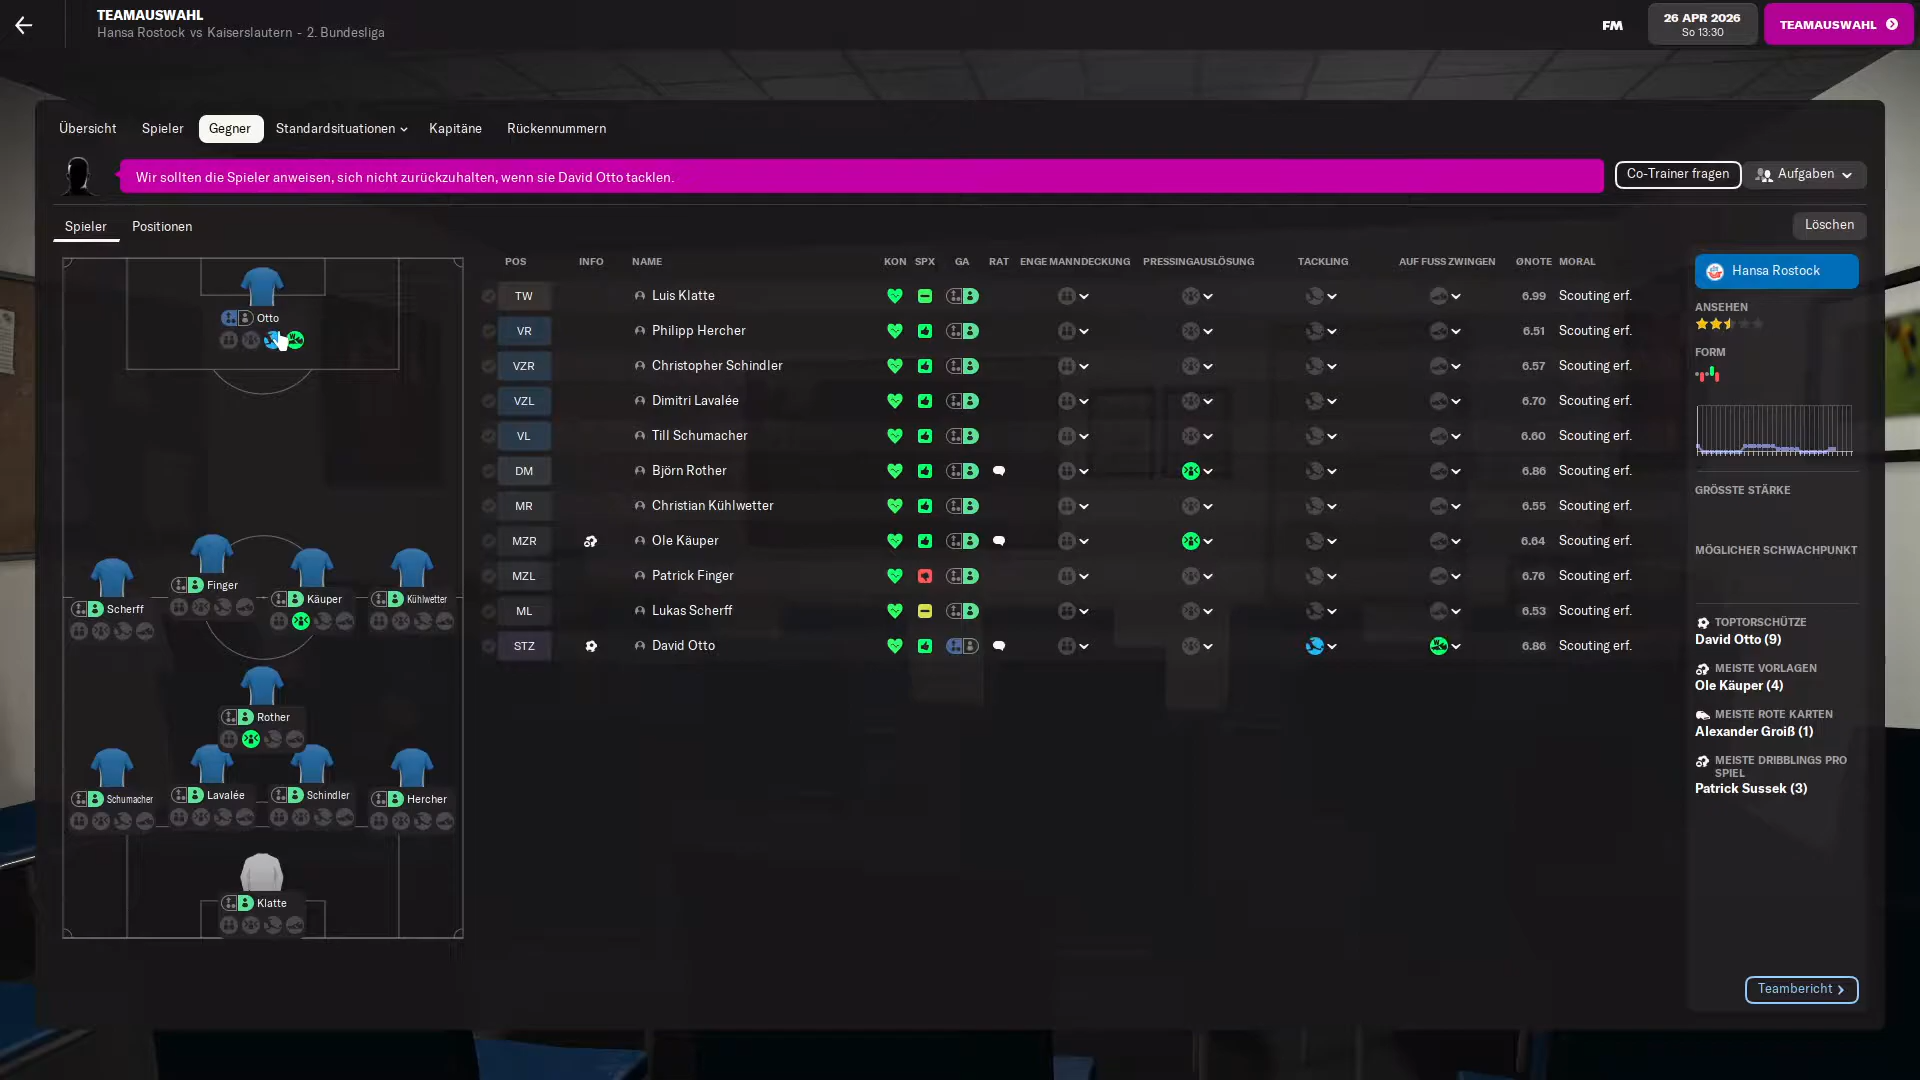 TEAMAUSWAHL
Hansa Rostock vs Kaiserslautern - 2. Bundesliga
FM
26 APR 2026
So 13:30
TEAMAUSWAHL
Übersicht Spieler Gegner Standardsituationen Kapitäne Rückennummern
Wir sollten die Spieler anweisen, sich nicht zurückzuhalten, wenn sie David Otto tacklen.
Co-Trainer fragen
Aufgaben
Spieler Positionen
Löschen
Otto
Finger
Käuper
Kühlwetter
Scherff
Rother
Schumacher
Lavalée
Schindler
Hercher
Klatte
POS INFO NAME KON SPX GA RAT ENGE MANNDECKUNG PRESSINGAUSLÖSUNG TACKLING AUF FUSS ZWINGEN ØNOTE MORAL
TW Luis Klatte 6.99 Scouting erf.
VR Philipp Hercher 6.51 Scouting erf.
VZR Christopher Schindler 6.57 Scouting erf.
VZL Dimitri Lavalée 6.70 Scouting erf.
VL Till Schumacher 6.60 Scouting erf.
DM Björn Rother 6.86 Scouting erf.
MR Christian Kühlwetter 6.55 Scouting erf.
MZR Ole Käuper 6.64 Scouting erf.
MZL Patrick Finger 6.76 Scouting erf.
ML Lukas Scherff 6.53 Scouting erf.
STZ David Otto 6.86 Scouting erf.
Hansa Rostock
ANSEHEN
FORM
GRÖSSTE STÄRKE
MÖGLICHER SCHWACHPUNKT
TOPTORSCHÜTZE
David Otto (9)
MEISTE VORLAGEN
Ole Käuper (4)
MEISTE ROTE KARTEN
Alexander Groiß (1)
MEISTE DRIBBLINGS PRO
SPIEL
Patrick Sussek (3)
Teambericht